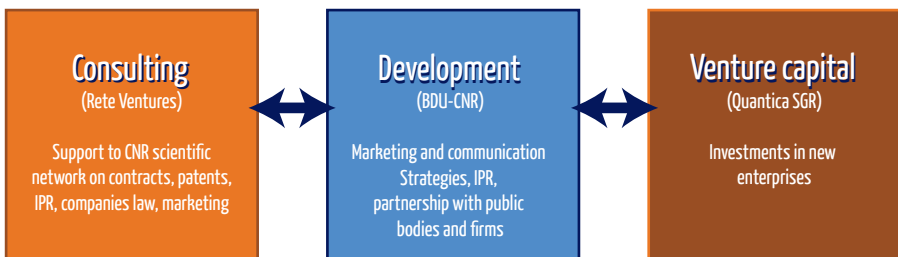 Consulting
(Rete Ventures)
Support to CNR scientific
network on contracts, patents,
IPR, companies law, marketing
Development
(BDU-CNR)
Marketing and communication
Strategies, IPR,
partnership with public
bodies and firms
Venture capital
(Quantica SGR)
Investments in new
enterprises